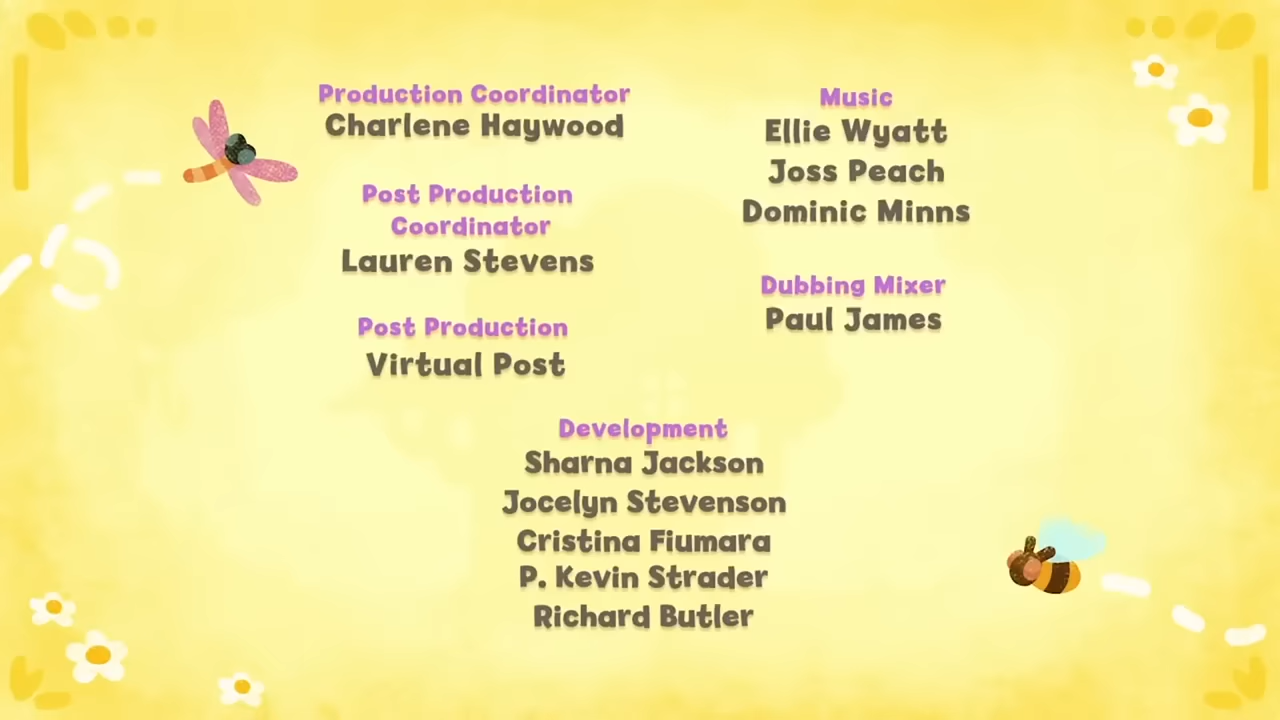 Production Coordinator
Charlene Haywood
Post Production
Coordinator
Lauren Stevens
Post Production
Virtual Post
Music
Ellie Wyatt
Joss Peach
Dominic Minns
Dubbing Mixer
Paul James
Development
Sharna Jackson
Jocelyn Stevenson
Cristina Fiumara
P. Kevin Strader
Richard Butler